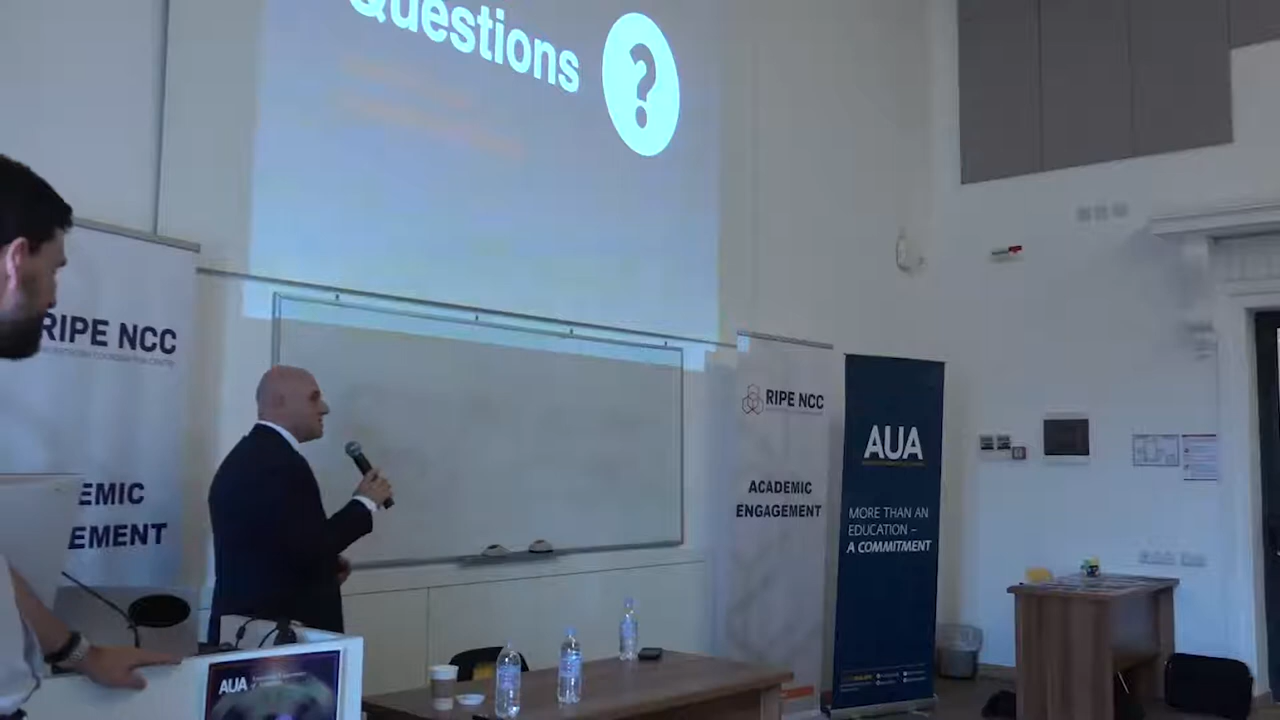 Questions
?
RIPE NCC
EMIC
EMENT
RIPE NCC
ACADEMIC
ENGAGEMENT
AUA
MORE THAN AN
EDUCATION –
A COMMITMENT
AUA